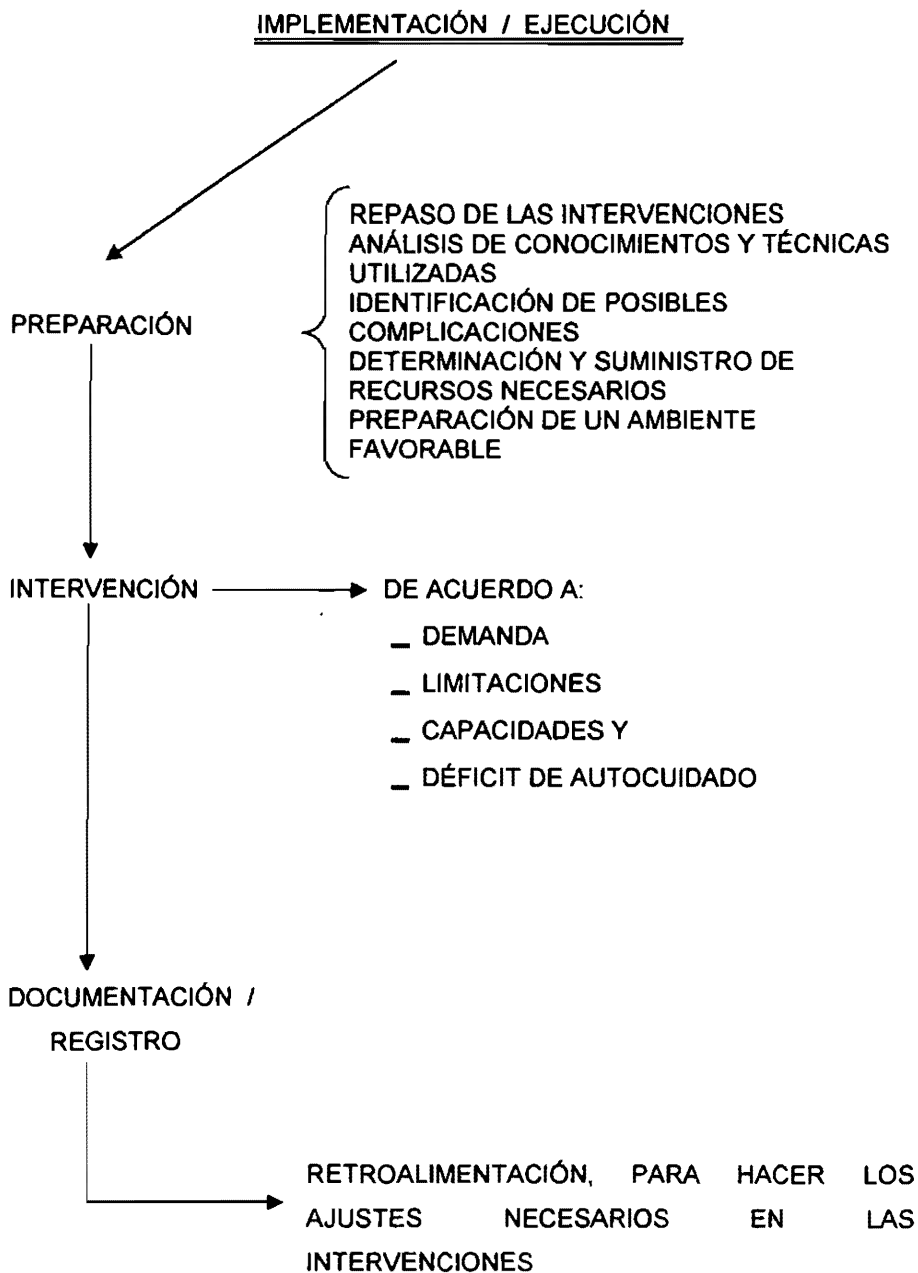 IMPLEMENTACIÓN / EJECUCIÓN
REPASO DE LAS INTERVENCIONES
ANÁLISIS DE CONOCIMIENTOS Y TÉCNICAS
UTILIZADAS
IDENTIFICACIÓN DE POSIBLES
PREPARACIÓN
COMPLICACIONES
DETERMINACIÓN Y SUMINISTRO DE
RECURSOS NECESARIOS
PREPARACIÓN DE UN AMBIENTE
FAVORABLE
INTERVENCIÓN
DE ACUERDO A:
– DEMANDA
– LIMITACIONES
– CAPACIDADES Y
– DÉFICIT DE AUTOCUIDADO
DOCUMENTACIÓN /
REGISTRO
RETROALIMENTACIÓN, PARA HACER LOS
AJUSTES NECESARIOS EN LAS
INTERVENCIONES